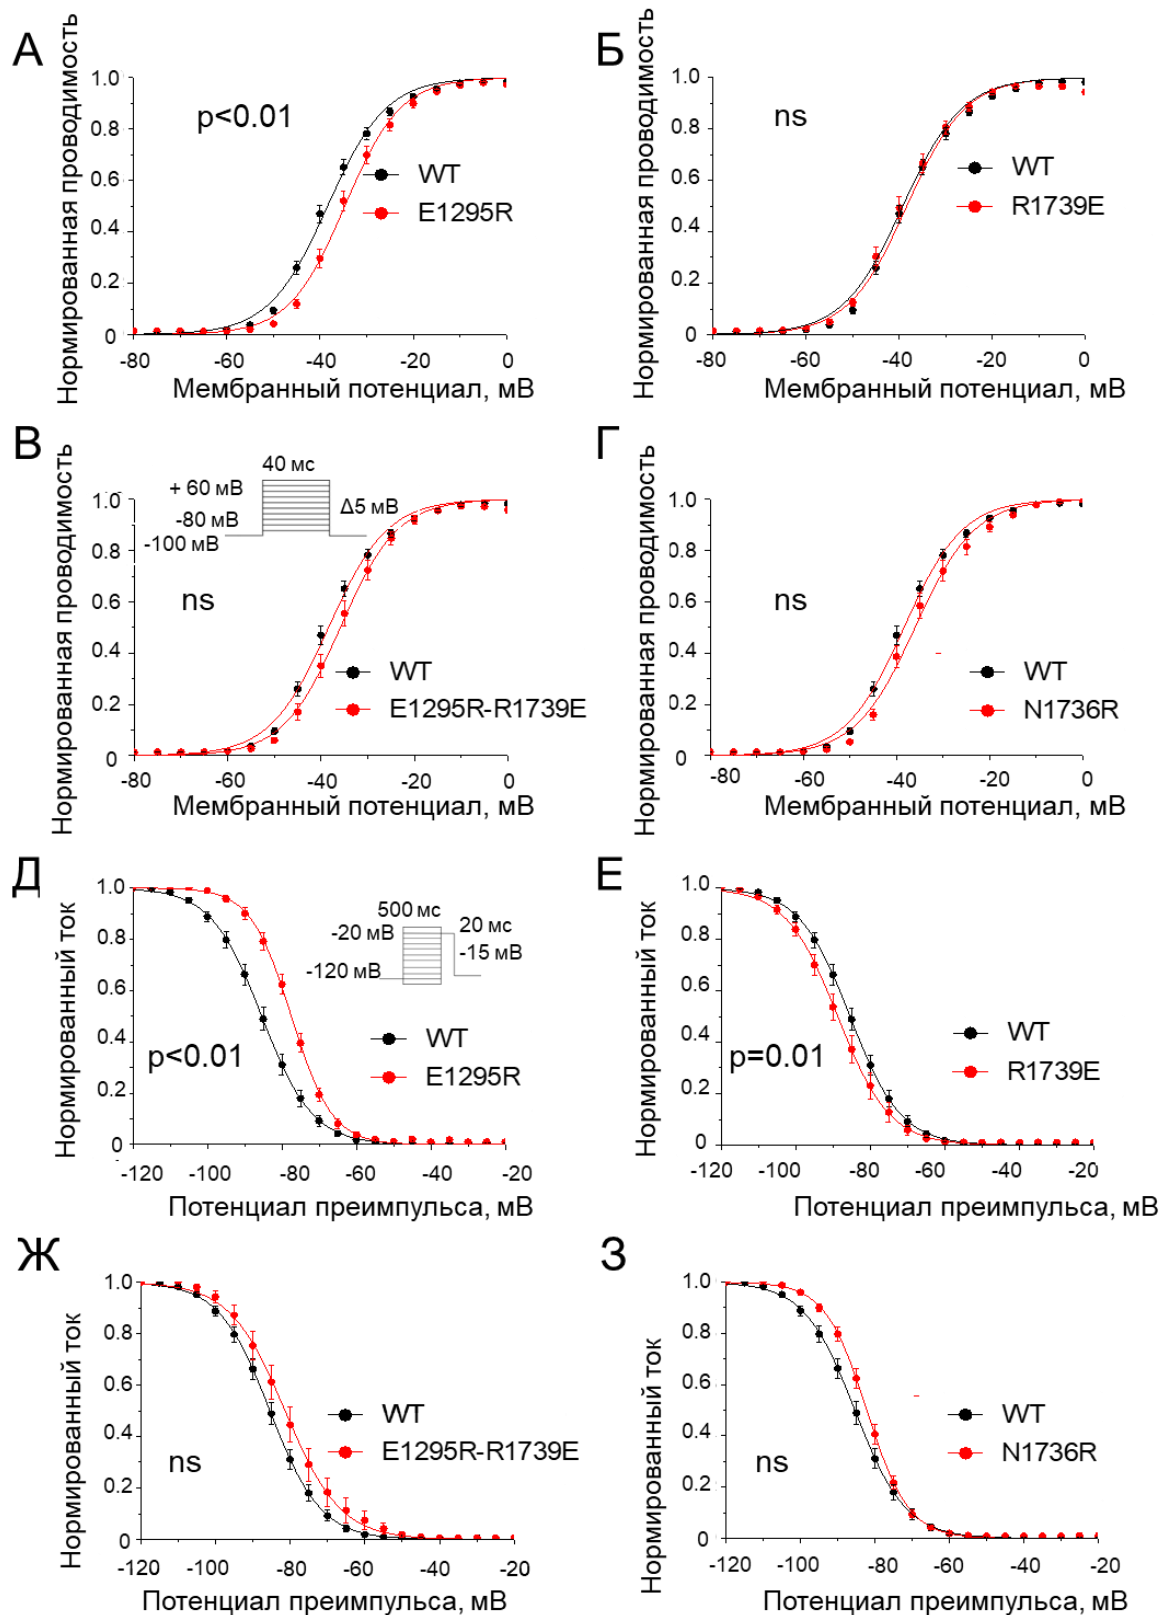 А
Нормированная проводимость
1.0
0.8
0.6
0.4
0.2
0
p<0.01
WT
E1295R
-80
-60
-40
-20
0
Мембранный потенциал, мВ
Б
Нормированная проводимость
1.0
0.8
0.6
0.4
0.2
0
ns
WT
R1739E
-80
-60
-40
-20
0
Мембранный потенциал, мВ
В
Нормированная проводимость
1.0
0.8
0.6
0.4
0.2
0
40 мс
+ 60 мВ
-80 мВ
Δ5 мВ
-100 мВ
ns
WT
E1295R-R1739E
-80
-60
-40
-20
0
Мембранный потенциал, мВ
Г
Нормированная проводимость
1.0
0.8
0.6
0.4
0.2
0
ns
WT
N1736R
-80
-60
-40
-20
0
Мембранный потенциал, мВ
Д
Нормированный ток
1.0
0.8
0.6
0.4
0.2
0
500 мс
-20 мВ
20 мс
-15 мВ
-120 мВ
WT
E1295R
p<0.01
-120
-100
-80
-60
-40
-20
Потенциал преимпульса, мВ
Е
Нормированный ток
1.0
0.8
0.6
0.4
0.2
0
WT
R1739E
p=0.01
-120
-100
-80
-60
-40
-20
Потенциал преимпульса, мВ
Ж
Нормированный ток
1.0
0.8
0.6
0.4
0.2
0
WT
E1295R-R1739E
ns
-120
-100
-80
-60
-40
-20
Потенциал преимпульса, мВ
З
Нормированный ток
1.0
0.8
0.6
0.4
0.2
0
WT
N1736R
ns
-120
-100
-80
-60
-40
-20
Потенциал преимпульса, мВ